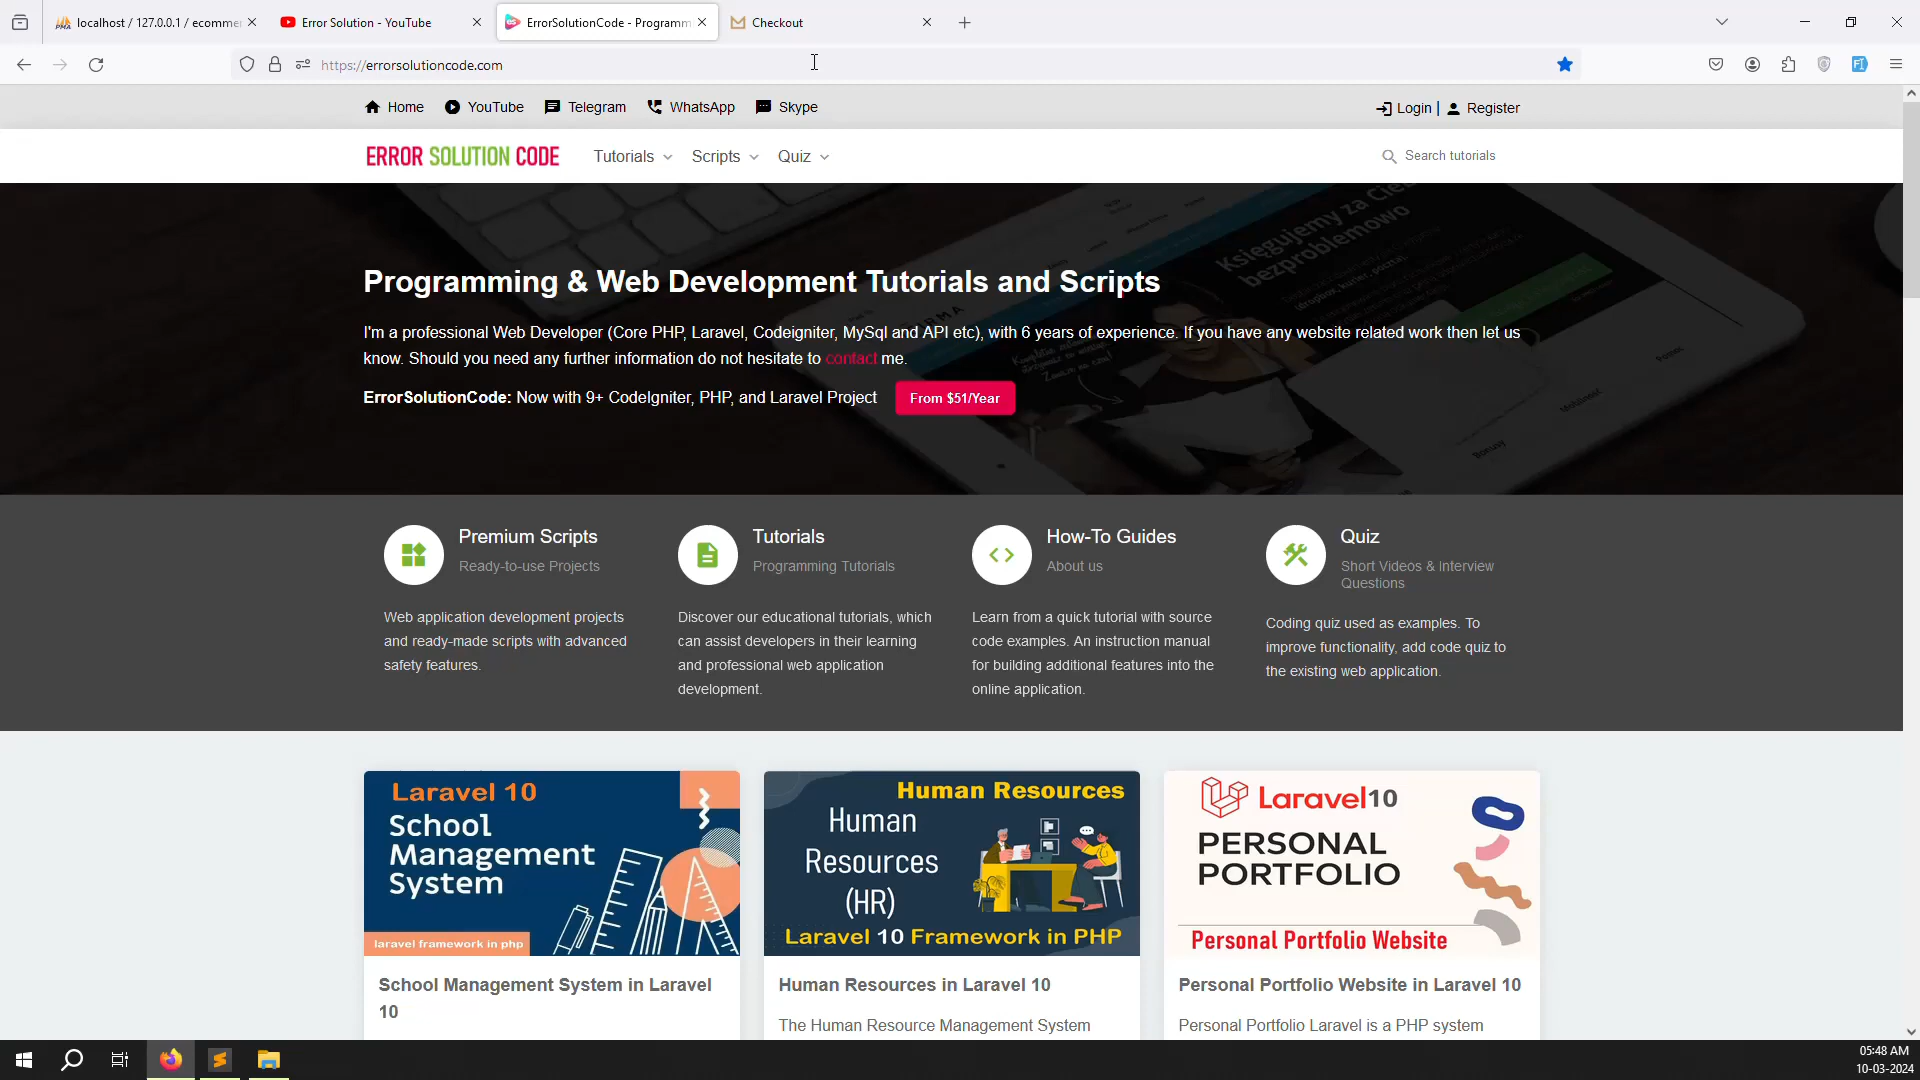 localhost / 127.0.0.1 / ecomme
Error Solution - YouTube
ErrorSolutionCode - Programm
Checkout
https://errorsolutioncode.com
Home
YouTube
Telegram
WhatsApp
Skype
Login |
Register
ERROR SOLUTION CODE
Tutorials
Scripts
Quiz
Search tutorials
Księgujemy za Cie
bezproblemowo
Programming & Web Development Tutorials and Scripts
I'm a professional Web Developer (Core PHP, Laravel, Codeigniter, MySql and API etc), with 6 years of experience. If you have any website related work then let us
know. Should you need any further information do not hesitate to contact me.
ErrorSolutionCode: Now with 9+ CodeIgniter, PHP, and Laravel Project
From $51/Year
Premium Scripts
Ready-to-use Projects
Web application development projects
and ready-made scripts with advanced
safety features.
Tutorials
Programming Tutorials
Discover our educational tutorials, which
can assist developers in their learning
and professional web application
development.
How-To Guides
About us
Learn from a quick tutorial with source
code examples. An instruction manual
for building additional features into the
online application.
Quiz
Short Videos & Interview
Questions
Coding quiz used as examples. To
improve functionality, add code quiz to
the existing web application.
Laravel 10
School
Management
System
laravel framework in php
School Management System in Laravel
10
Human Resources
Human
Resources
(HR)
Laravel 10 Framework in PHP
Human Resources in Laravel 10
The Human Resource Management System
Laravel10
PERSONAL
PORTFOLIO
Personal Portfolio Website
Personal Portfolio Website in Laravel 10
Personal Portfolio Laravel is a PHP system
05:48 AM
10-03-2024